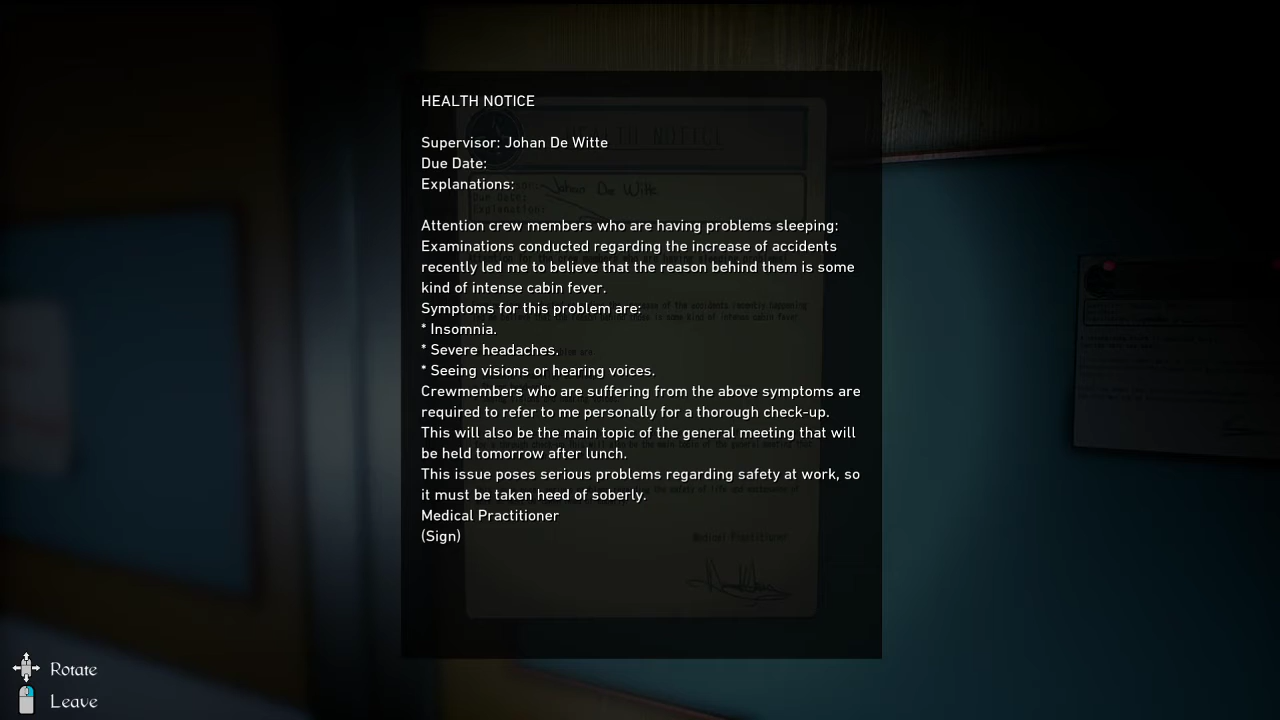 HEALTH NOTICE
Supervisor: Johan De Witte
Due Date:
Explanations:
Attention crew members who are having problems sleeping:
Examinations conducted regarding the increase of accidents
recently led me to believe that the reason behind them is some
kind of intense cabin fever.
Symptoms for this problem are:
* Insomnia.
* Severe headaches.
* Seeing visions or hearing voices.
Crewmembers who are suffering from the above symptoms are
required to refer to me personally for a thorough check-up.
This will also be the main topic of the general meeting that will
be held tomorrow after lunch.
This issue poses serious problems regarding safety at work, so
it must be taken heed of soberly.
Medical Practitioner
(Sign)
Rotate
Leave